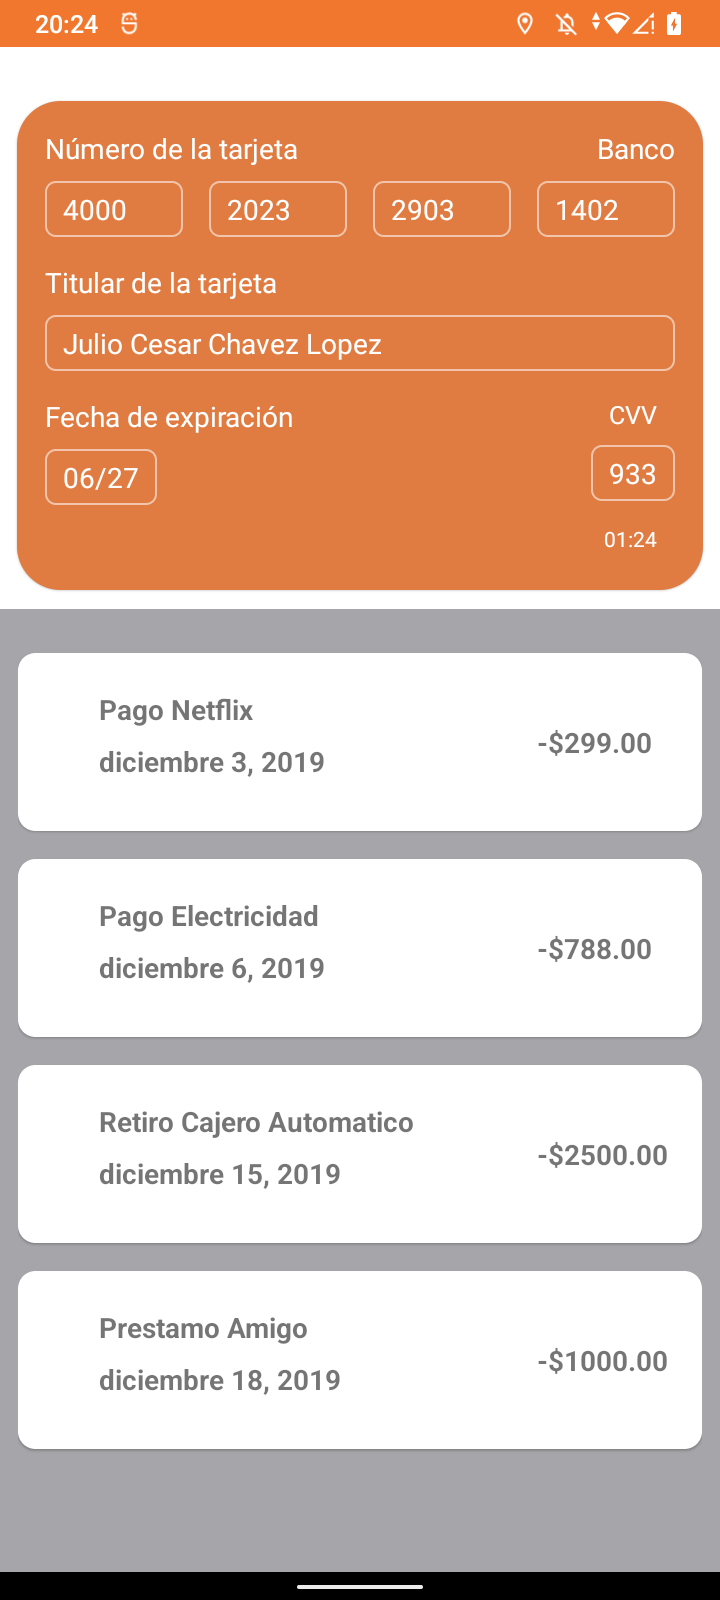 20:24
Número de la tarjeta Banco
4000 2023 2903 1402
Titular de la tarjeta
Julio Cesar Chavez Lopez
Fecha de expiración CVV
06/27 933
01:24
Pago Netflix
diciembre 3, 2019
-$299.00
Pago Electricidad
diciembre 6, 2019
-$788.00
Retiro Cajero Automatico
diciembre 15, 2019
-$2500.00
Prestamo Amigo
diciembre 18, 2019
-$1000.00